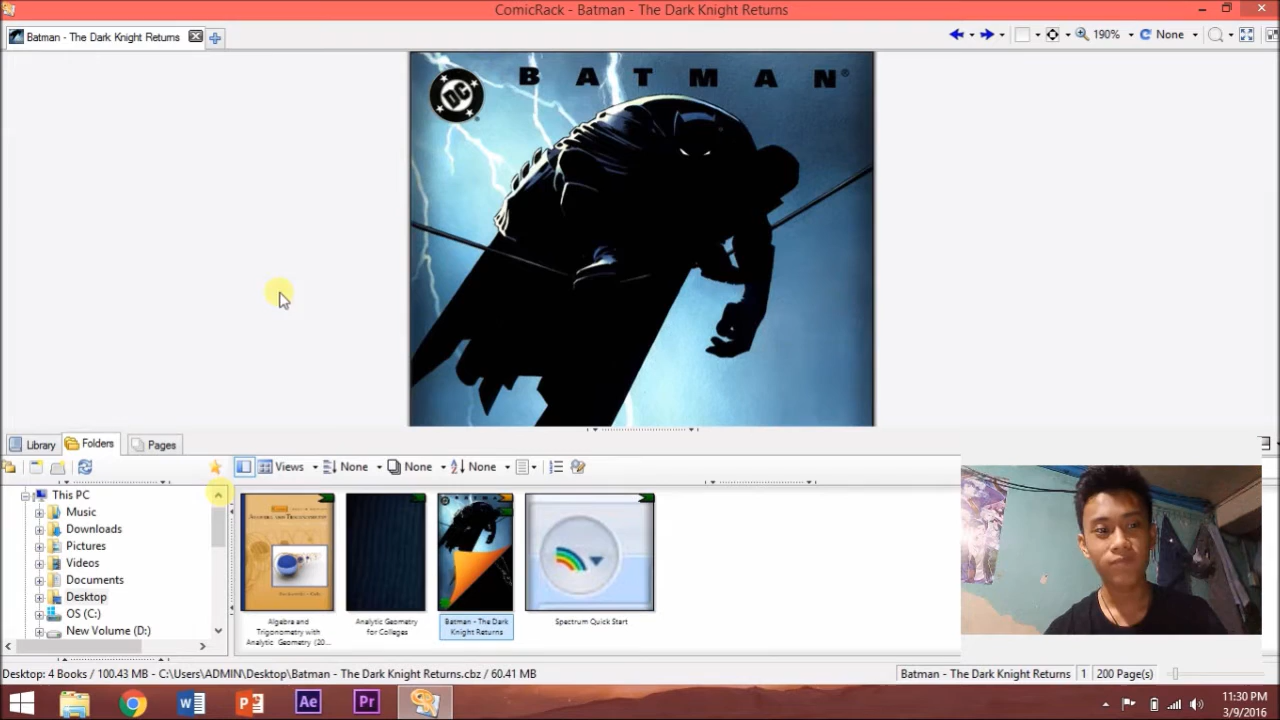 ComicRack - Batman - The Dark Knight Returns
Batman - The Dark Knight Returns
190%
None
BATMAN®
DC
Library
Folders
Pages
Views
None
None
None
This PC
Music
Downloads
Pictures
Videos
Documents
Desktop
OS (C:)
New Volume (D:)
Algebra and
Trigonometry with
Analytic Geometry (20...
Analytic Geometry
for Colleges
Batman - The Dark
Knight Returns
Spectrum Quick Start
Desktop: 4 Books / 100.43 MB - C:\Users\ADMIN\Desktop\Batman - The Dark Knight Returns.cbz / 60.41 MB
Batman - The Dark Knight Returns
1
200 Page(s)
Ae
Pr
11:30 PM
3/9/2016